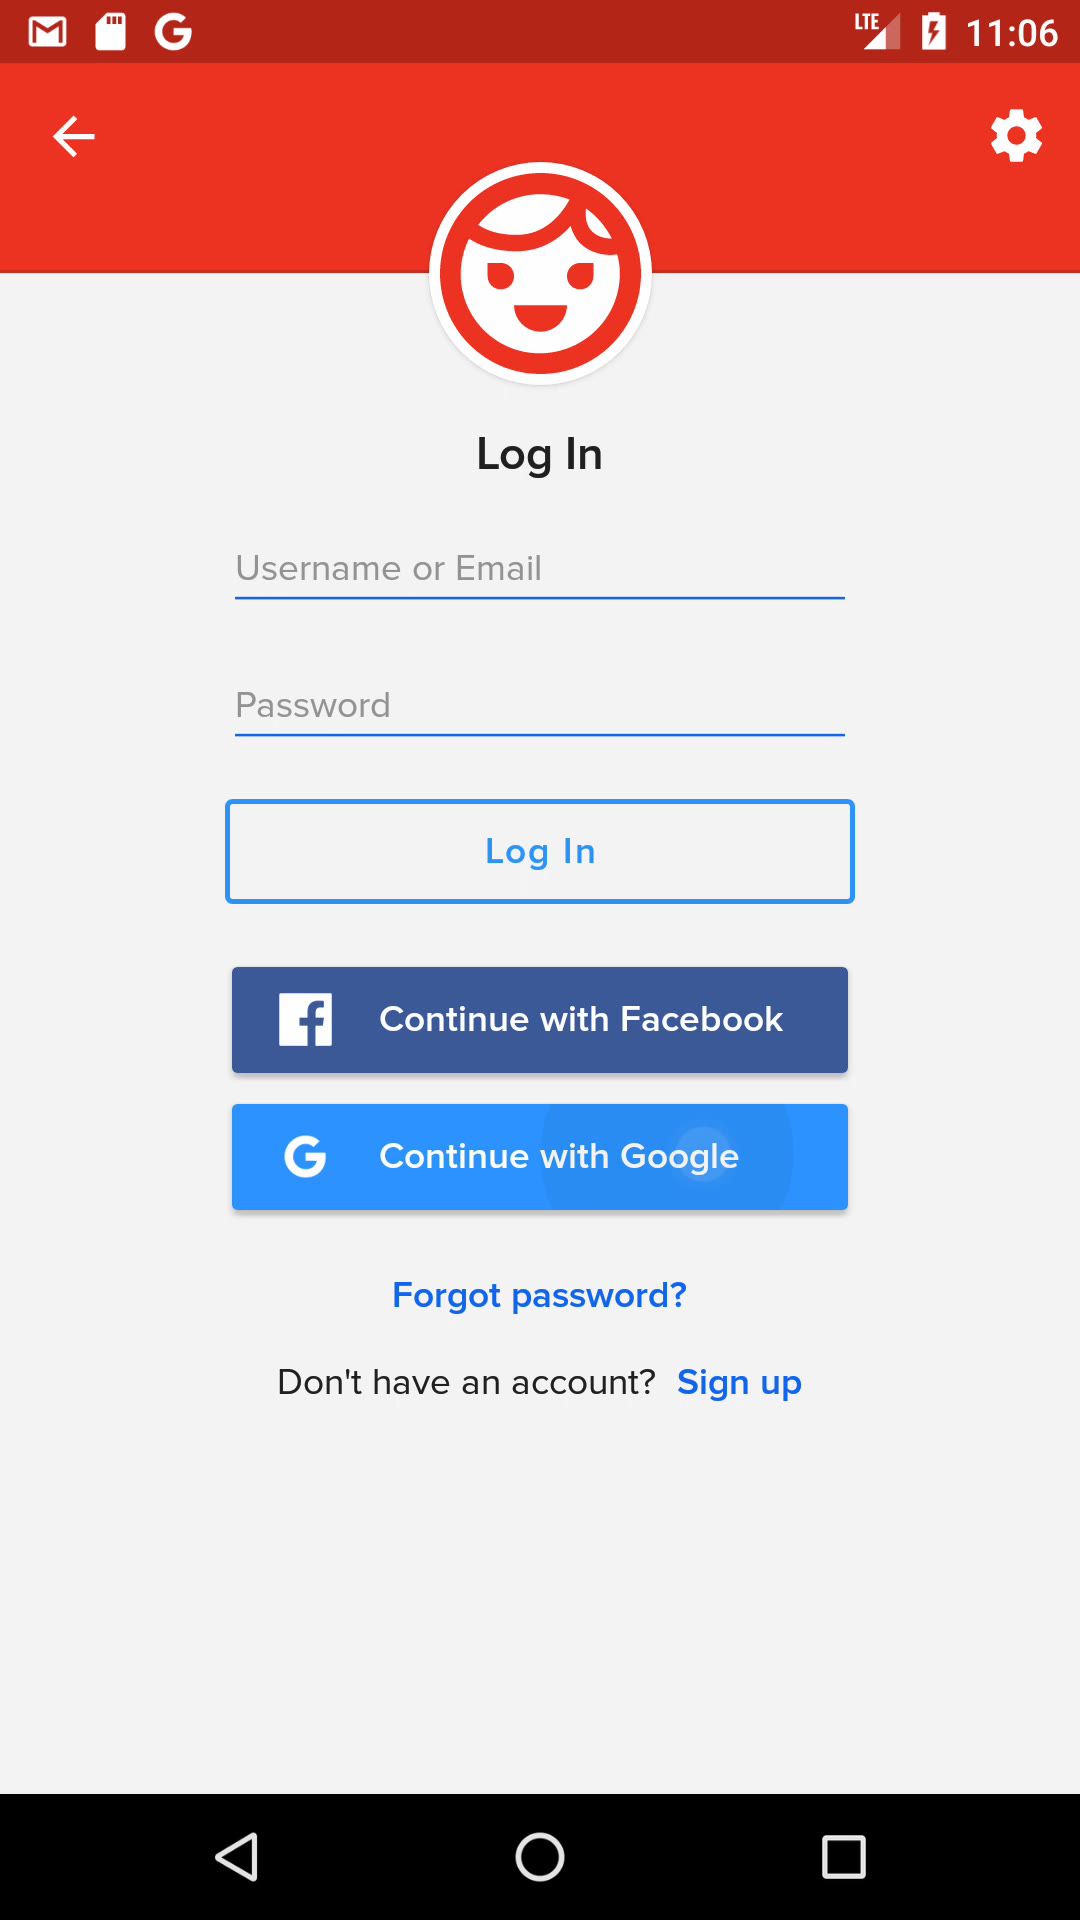 LTE 11:06
Log In
Username or Email
Password
Log In
Continue with Facebook
Continue with Google
Forgot password?
Don't have an account? Sign up